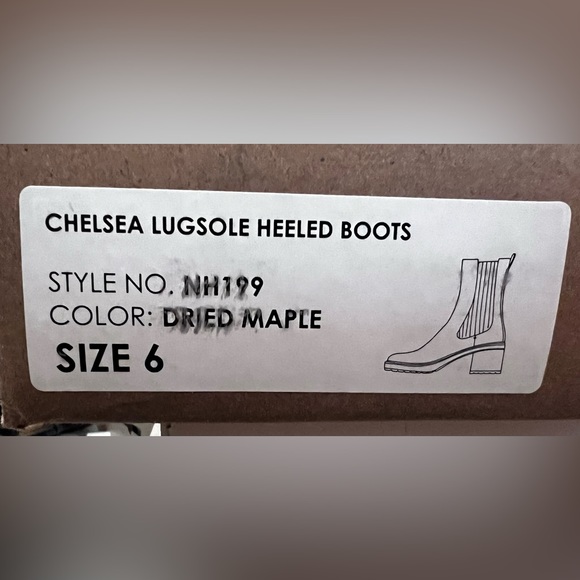 CHELSEA LUGSOLE HEELED BOOTS
STYLE NO. NH199
COLOR: DRIED MAPLE
SIZE 6